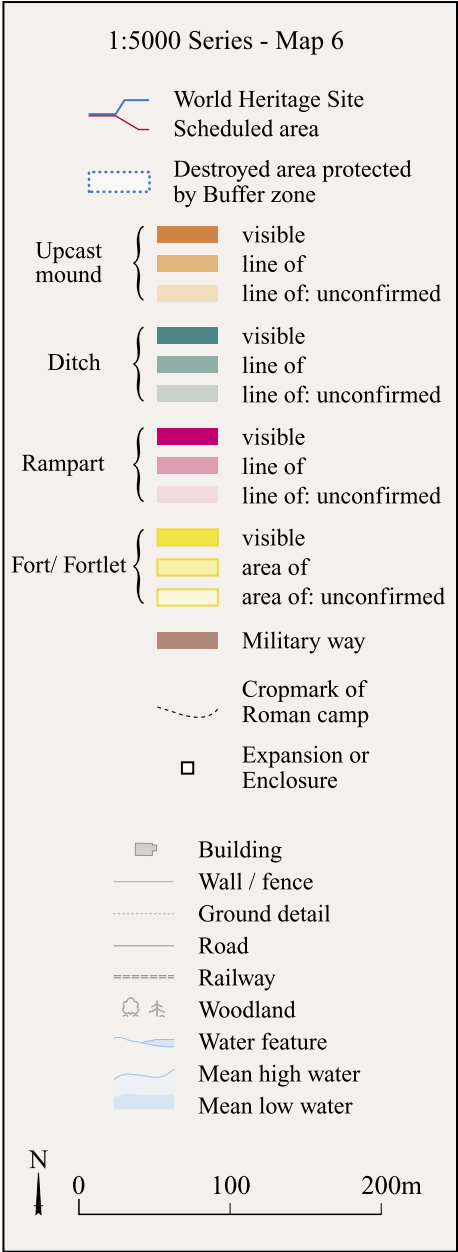 1:5000 Series - Map 6
World Heritage Site
Scheduled area
Destroyed area protected
by Buffer zone
Upcast
mound
visible
line of
line of: unconfirmed
Ditch
visible
line of
line of: unconfirmed
Rampart
visible
line of
line of: unconfirmed
Fort/ Fortlet
visible
area of
area of: unconfirmed
Military way
Cropmark of
Roman camp
Expansion or
Enclosure
Building
Wall / fence
Ground detail
Road
Railway
Woodland
Water feature
Mean high water
Mean low water
N
0 100 200m